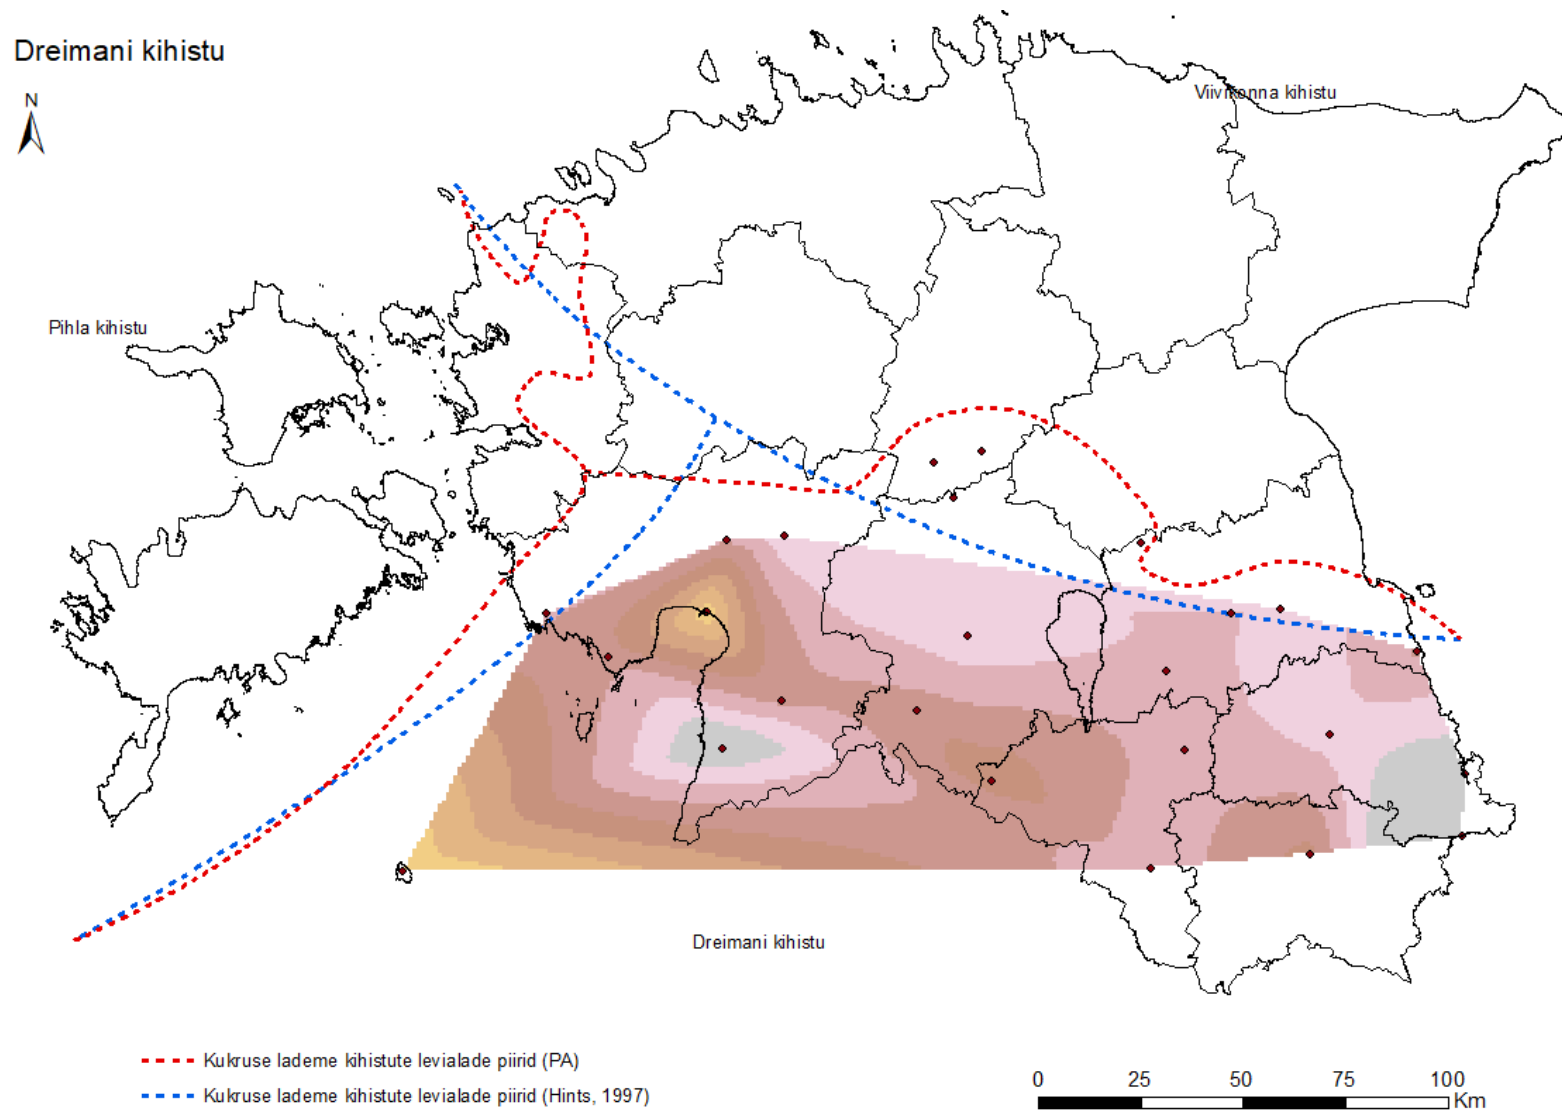 Dreimani kihistu
N
Viivikonna kihistu
Pihla kihistu
Dreimani kihistu
Kukruse lademe kihistute levialade piirid (PA)
Kukruse lademe kihistute levialade piirid (Hints, 1997)
0 25 50 75 100
Km